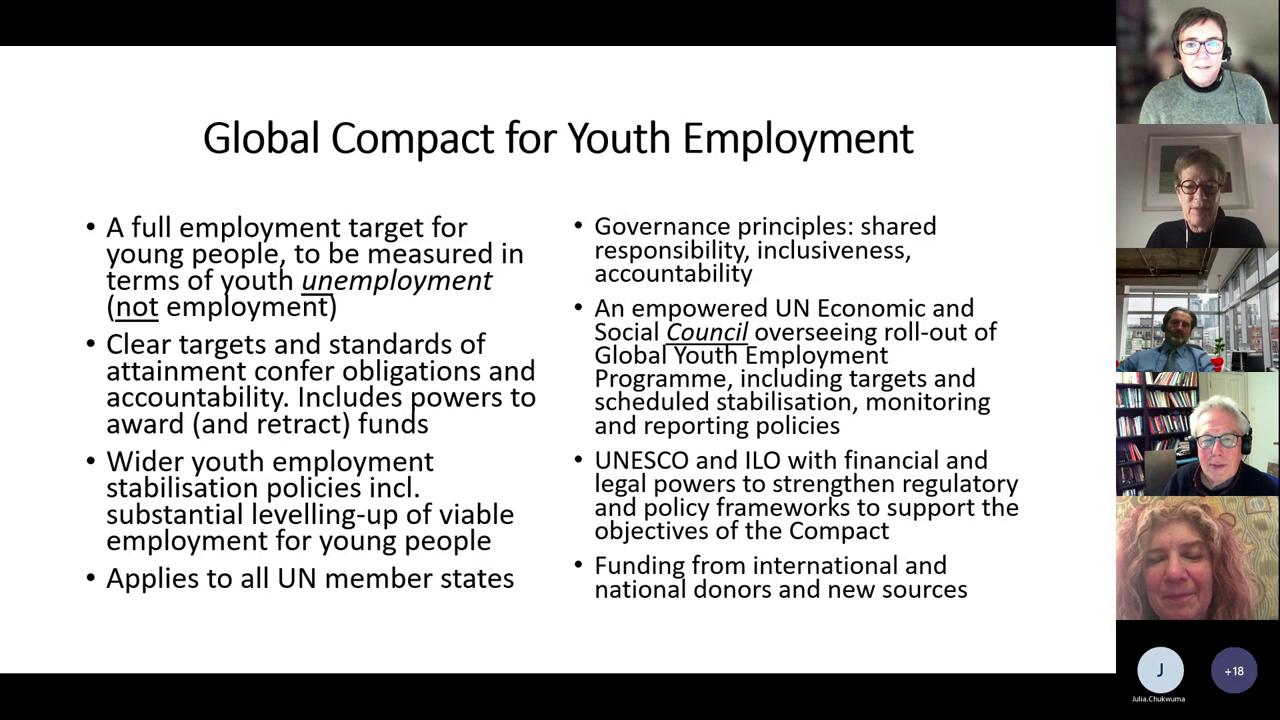 Global Compact for Youth Employment
• A full employment target for
young people, to be measured in
terms of youth unemployment
(not employment)
• Clear targets and standards of
attainment confer obligations and
accountability. Includes powers to
award (and retract) funds
• Wider youth employment
stabilisation policies incl.
substantial levelling-up of viable
employment for young people
• Applies to all UN member states
• Governance principles: shared
responsibility, inclusiveness,
accountability
• An empowered UN Economic and
Social Council overseeing roll-out of
Global Youth Employment
Programme, including targets and
scheduled stabilisation, monitoring
and reporting policies
• UNESCO and ILO with financial and
legal powers to strengthen regulatory
and policy frameworks to support the
objectives of the Compact
• Funding from international and
national donors and new sources
J
+18
Julia.Chukwuma